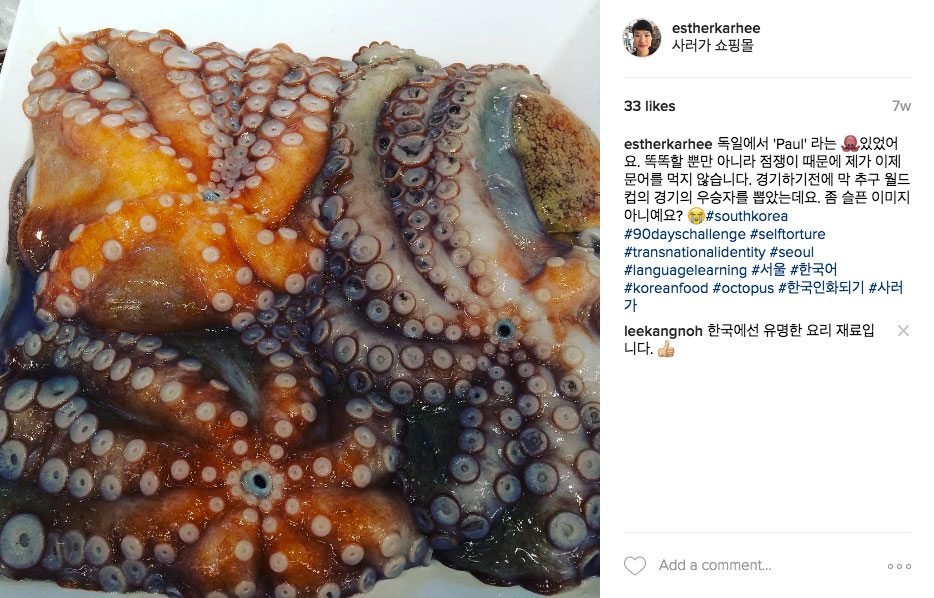 estherkarhee
사러가 쇼핑몰
33 likes
7w
estherkarhee 독일에서 'Paul' 라는 🐙있었어
요. 똑똑할 뿐만 아니라 점쟁이 때문에 제가 이제
문어를 먹지 않습니다. 경기하기전에 막 추구 월드
컵의 경기의 우승자를 뽑았는데요. 좀 슬픈 이미지
아니예요? 😭#southkorea
#90dayschallenge #selftorture
#transnationalidentity #seoul
#languagelearning #서울 #한국어
#koreanfood #octopus #한국인화되기 #사러
가
leekangnoh 한국에선 유명한 요리 재료입
니다. 👍🏼
Add a comment...